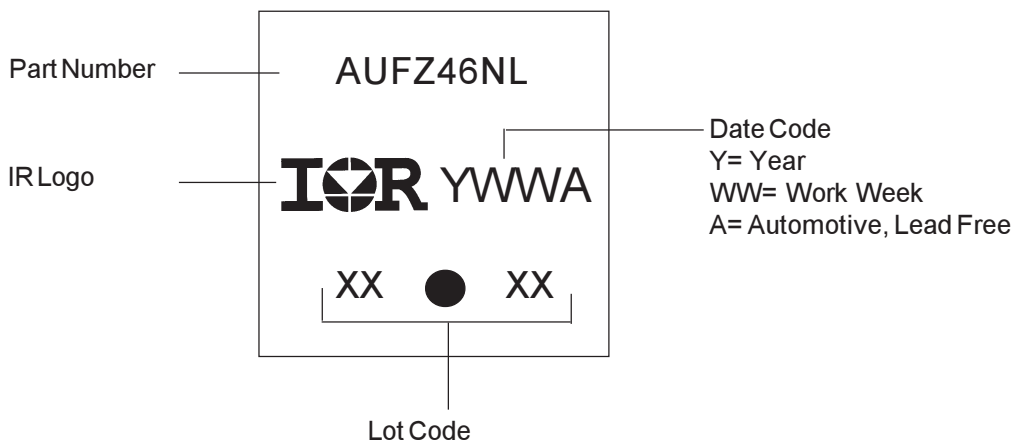 Part Number
AUFZ46NL
IR Logo
IOR YWWA
Date Code
Y= Year
WW= Work Week
A= Automotive, Lead Free
XX ● XX
Lot Code